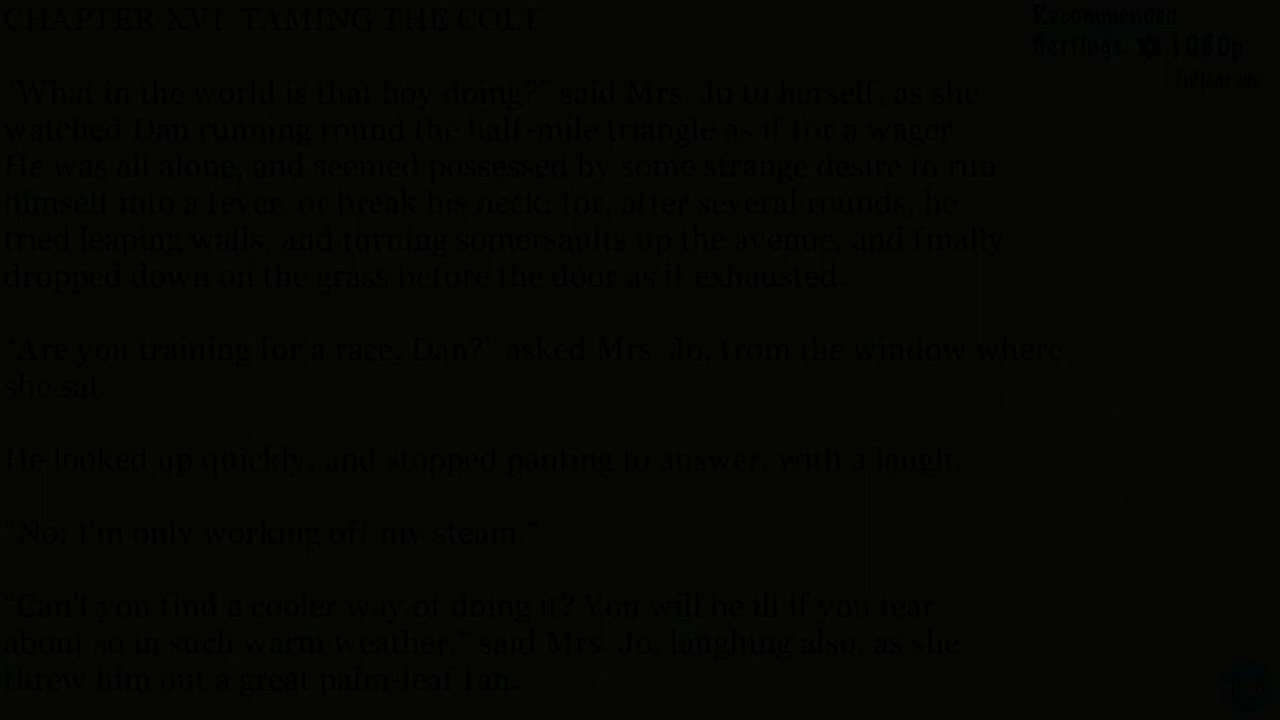 CHAPTER XVI. TAMING THE COLT
Recommended
Settings: 1080p
Fullscreen
“What in the world is that boy doing?” said Mrs. Jo to herself, as she
watched Dan running round the half-mile triangle as if for a wager.
He was all alone, and seemed possessed by some strange desire to run
himself into a fever, or break his neck; for, after several rounds, he
tried leaping walls, and turning somersaults up the avenue, and finally
dropped down on the grass before the door as if exhausted.
“Are you training for a race, Dan?” asked Mrs. Jo, from the window where
she sat.
He looked up quickly, and stopped panting to answer, with a laugh,
“No; I'm only working off my steam.”
“Can't you find a cooler way of doing it? You will be ill if you tear
about so in such warm weather,” said Mrs. Jo, laughing also, as she
threw him out a great palm-leaf fan.